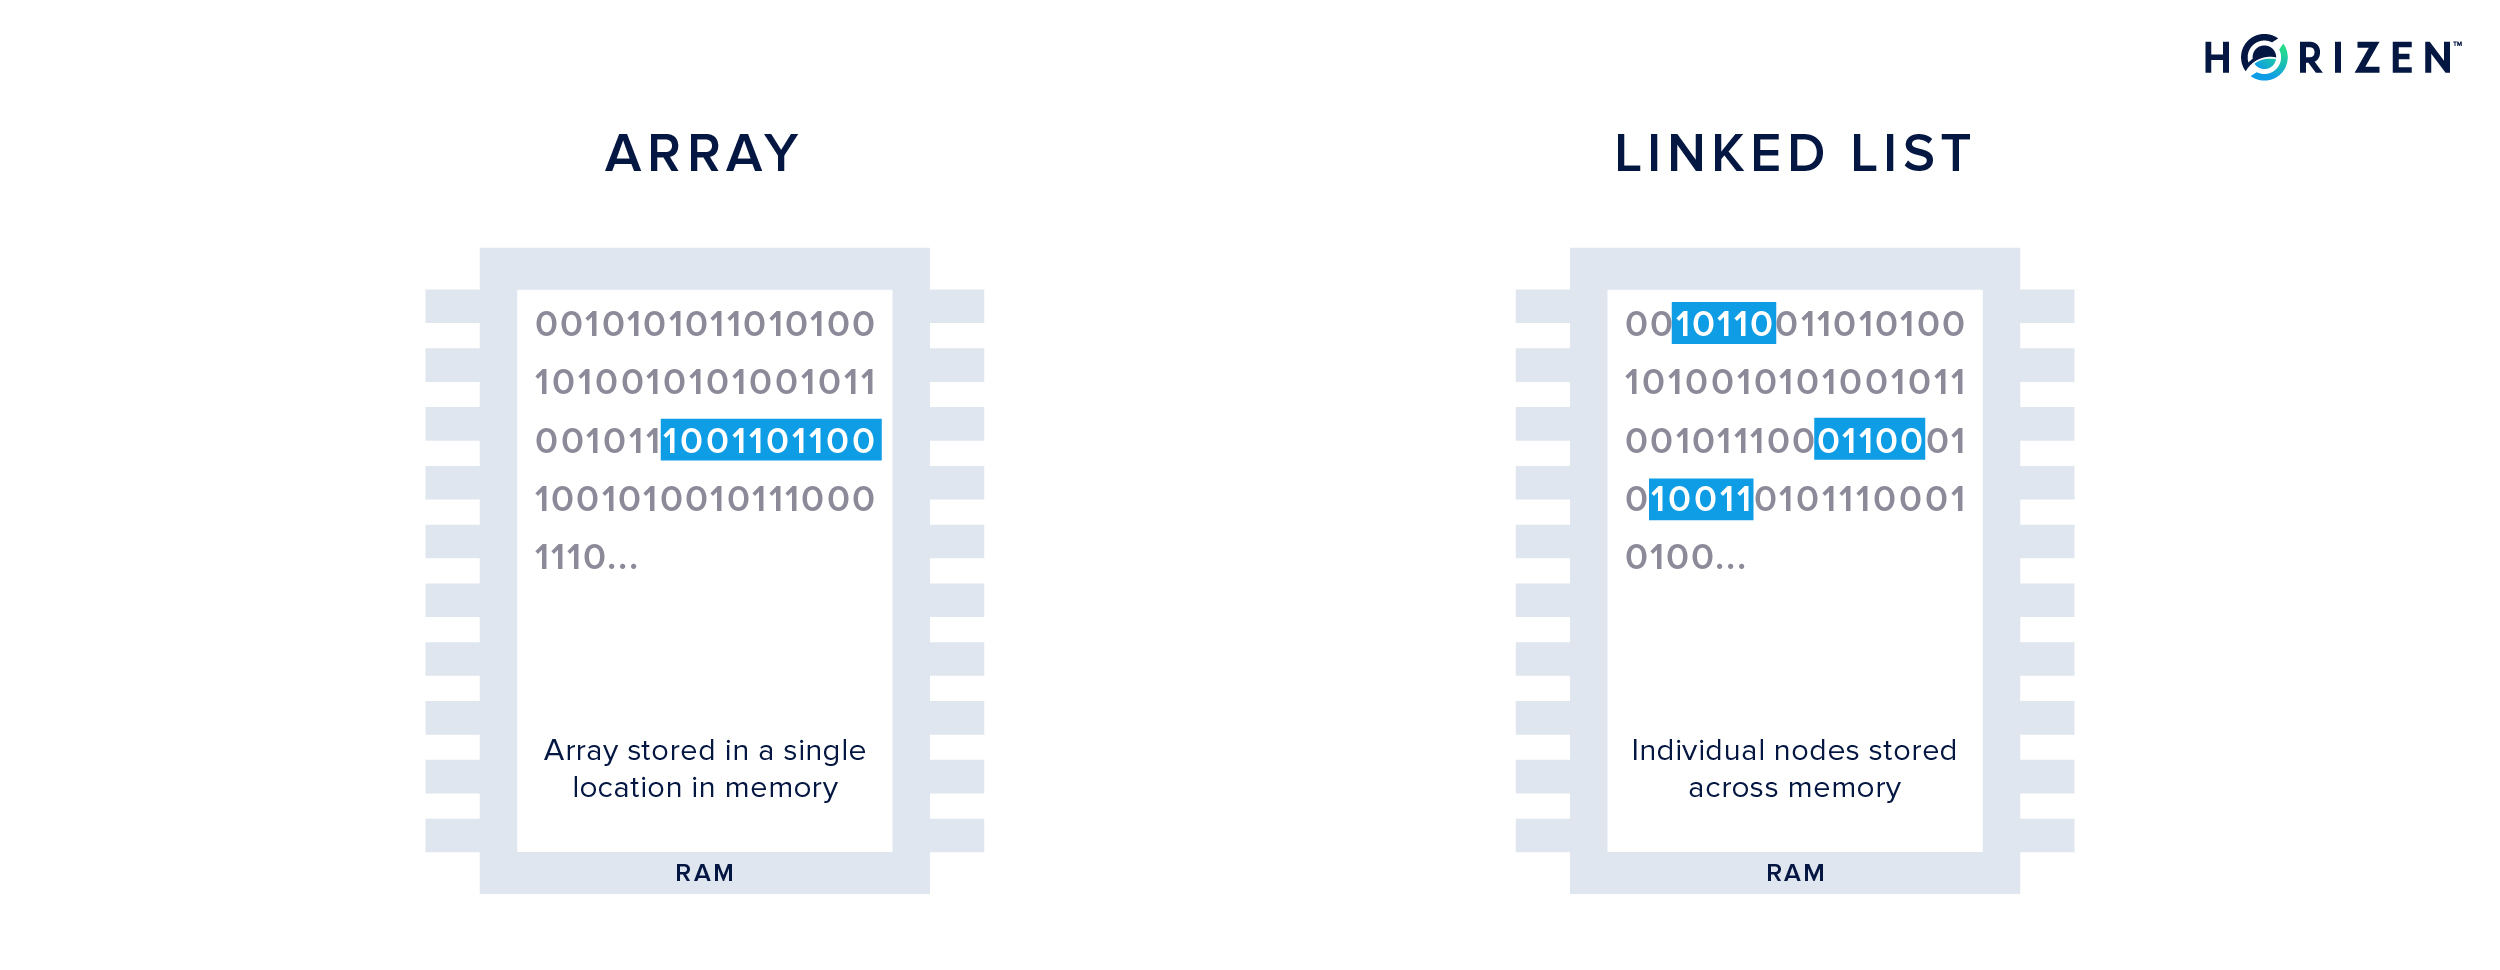 HORIZEN™
ARRAY
0010101011010100
1010010101001011
0010111001101100
1001010010111000
1110...
Array stored in a single
location in memory
RAM
LINKED LIST
0010110011010100
1010010101001011
0010111000110001
0100110101110001
0100...
Individual nodes stored
across memory
RAM